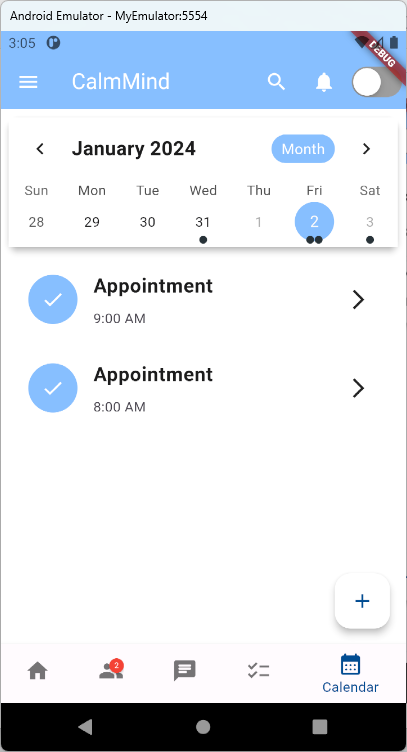 Android Emulator - MyEmulator:5554
3:05
DEBUG
CalmMind
January 2024
Month
Sun Mon Tue Wed Thu Fri Sat
28 29 30 31 1 2 3
Appointment
9:00 AM
Appointment
8:00 AM
2
Calendar